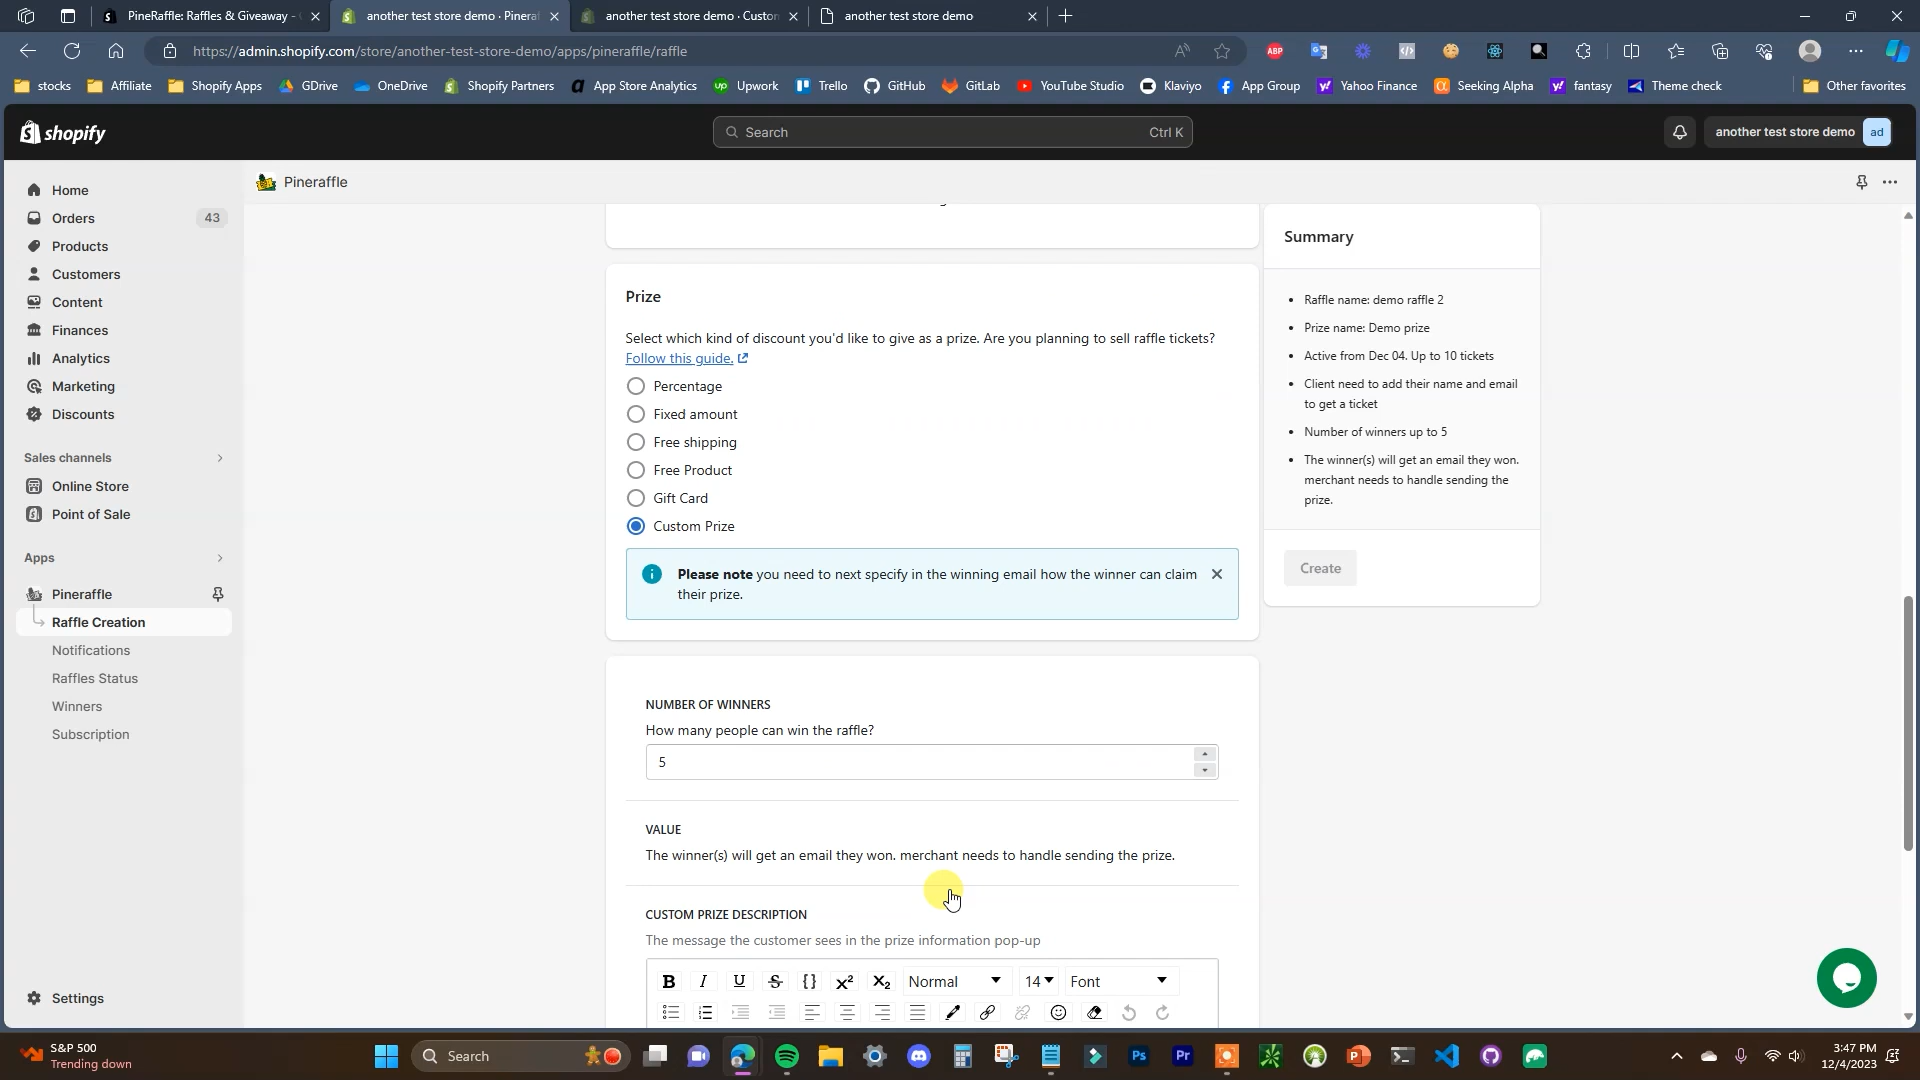 PineRaffle: Raffles & Giveaway -
another test store demo · Pineraf
another test store demo · Custon
another test store demo
https://admin.shopify.com/store/another-test-store-demo/apps/pineraffle/raffle
ABP
stocks
Affiliate
Shopify Apps
GDrive
OneDrive
Shopify Partners
App Store Analytics
Upwork
Trello
GitHub
GitLab
YouTube Studio
Klaviyo
App Group
Yahoo Finance
Seeking Alpha
fantasy
Theme check
Other favorites
shopify
Search
Ctrl K
another test store demo
ad
Home
Orders
43
Products
Customers
Content
Finances
Analytics
Marketing
Discounts
Sales channels
Online Store
Point of Sale
Apps
Pineraffle
Raffle Creation
Notifications
Raffles Status
Winners
Subscription
Settings
Pineraffle
Prize
Select which kind of discount you'd like to give as a prize. Are you planning to sell raffle tickets?
Follow this guide.
Percentage
Fixed amount
Free shipping
Free Product
Gift Card
Custom Prize
Please note you need to next specify in the winning email how the winner can claim
their prize.
NUMBER OF WINNERS
How many people can win the raffle?
5
VALUE
The winner(s) will get an email they won. merchant needs to handle sending the prize.
CUSTOM PRIZE DESCRIPTION
The message the customer sees in the prize information pop-up
B I U S {} x² X₂ Normal 14 Font
Summary
Raffle name: demo raffle 2
Prize name: Demo prize
Active from Dec 04. Up to 10 tickets
Client need to add their name and email
to get a ticket
Number of winners up to 5
The winner(s) will get an email they won.
merchant needs to handle sending the
prize.
Create
S&P 500
Trending down
Search
Ps
Pr
3:47 PM
12/4/2023